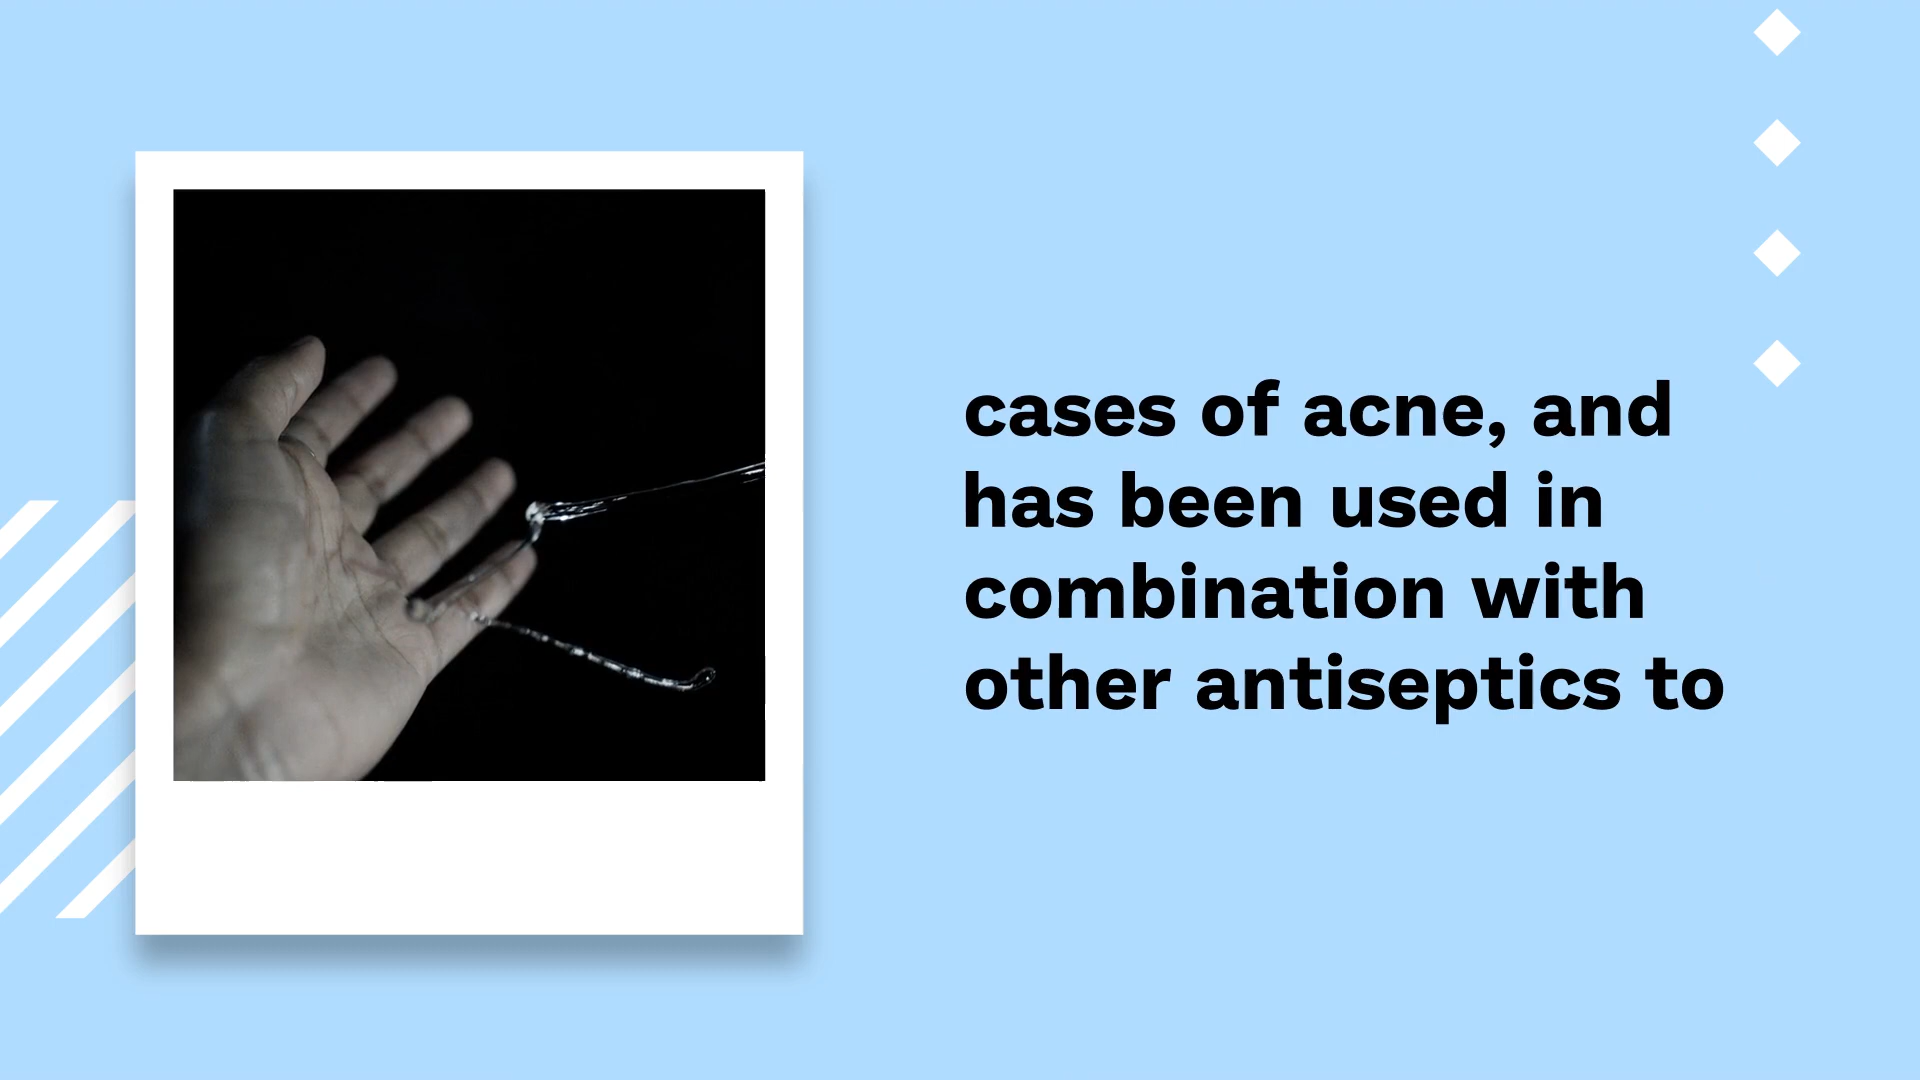 cases of acne, and
has been used in
combination with
other antiseptics to